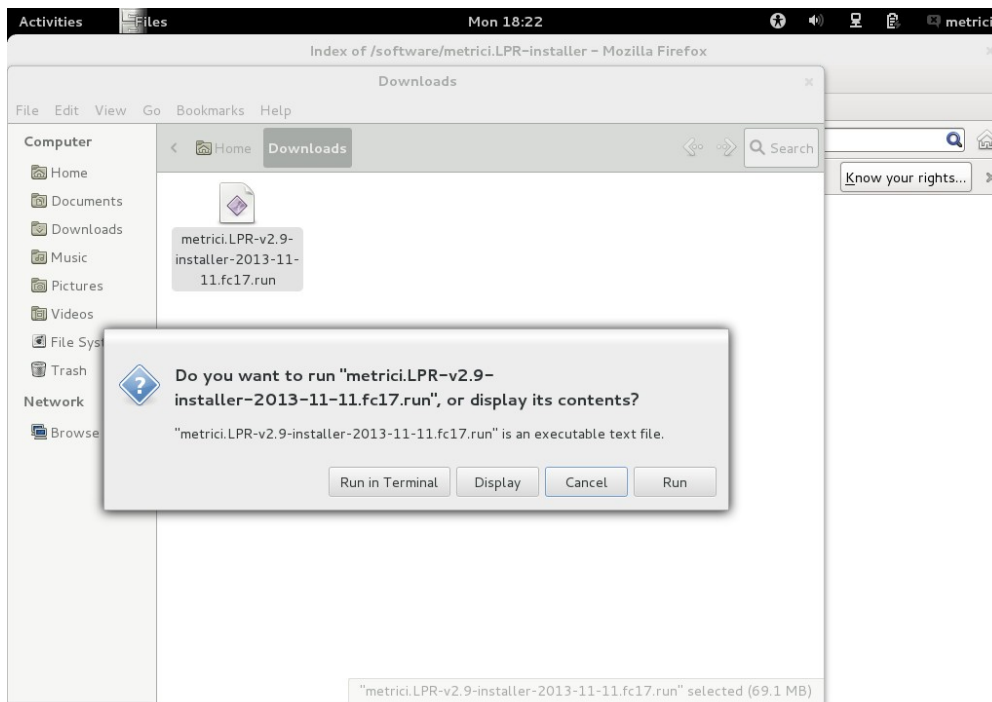 Activities Files Mon 18:22 metrici
Index of /software/metrici.LPR-installer - Mozilla Firefox
Downloads
File Edit View Go Bookmarks Help
Computer
Home Downloads Search
Know your rights...
Home
Documents
Downloads
Music
Pictures
Videos
File Syst
Trash
Network
Browse
metrici.LPR-v2.9-
installer-2013-11-
11.fc17.run
Do you want to run "metrici.LPR-v2.9-
installer-2013-11-11.fc17.run", or display its contents?
"metrici.LPR-v2.9-installer-2013-11-11.fc17.run" is an executable text file.
Run in Terminal Display Cancel Run
"metrici.LPR-v2.9-installer-2013-11-11.fc17.run" selected (69.1 MB)